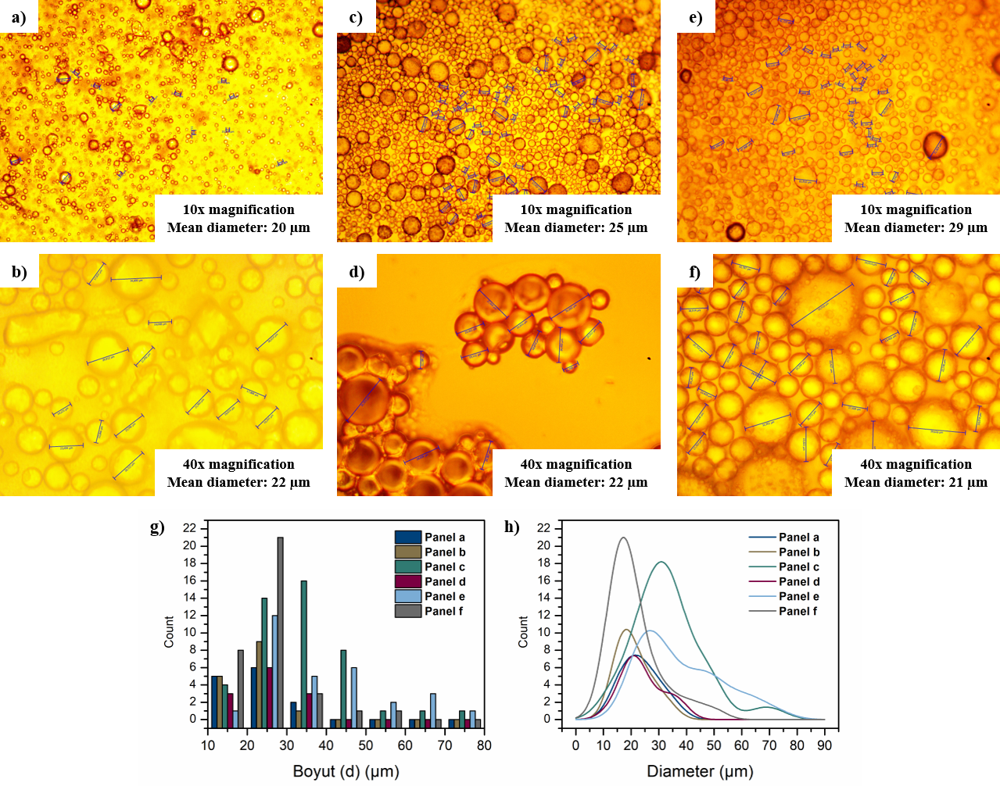 a)
10x magnification
Mean diameter: 20 μm
c)
10x magnification
Mean diameter: 25 μm
e)
10x magnification
Mean diameter: 29 μm
b)
40x magnification
Mean diameter: 22 μm
d)
40x magnification
Mean diameter: 22 μm
f)
40x magnification
Mean diameter: 21 μm
g)
22
20
18
16
14
12
10
8
6
4
2
0
Count
Panel a
Panel b
Panel c
Panel d
Panel e
Panel f
10 20 30 40 50 60 70 80
Boyut (d) (μm)
h)
22
20
18
16
14
12
10
8
6
4
2
0
Count
Panel a
Panel b
Panel c
Panel d
Panel e
Panel f
0 10 20 30 40 50 60 70 80 90
Diameter (μm)